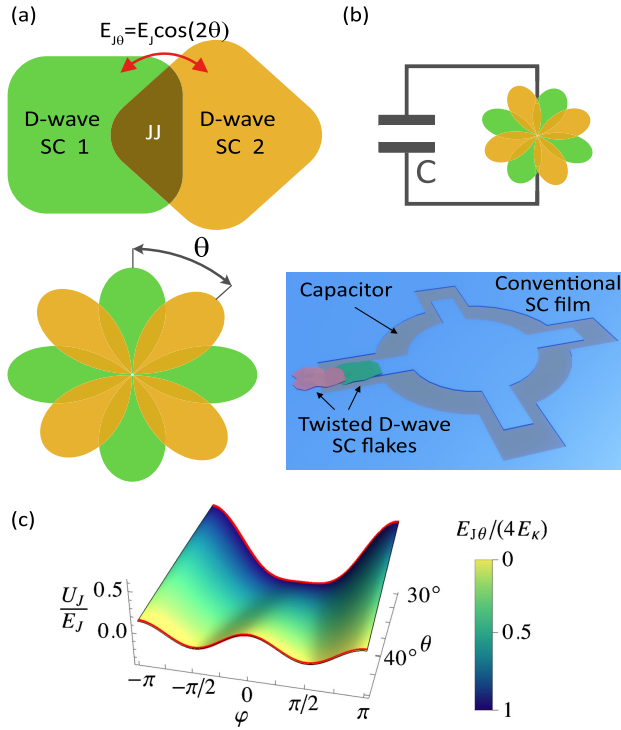 (a)
E_Jθ=E_J cos(2θ)
D-wave
SC 1
JJ
D-wave
SC 2
θ
(b)
C
Capacitor
Conventional
SC film
Twisted D-wave
SC flakes
(c)
U_J/E_J
0.5
0.0
−π
−π/2
0
π/2
π
φ
30°
40°
θ
E_Jθ/(4E_κ)
0
0.5
1